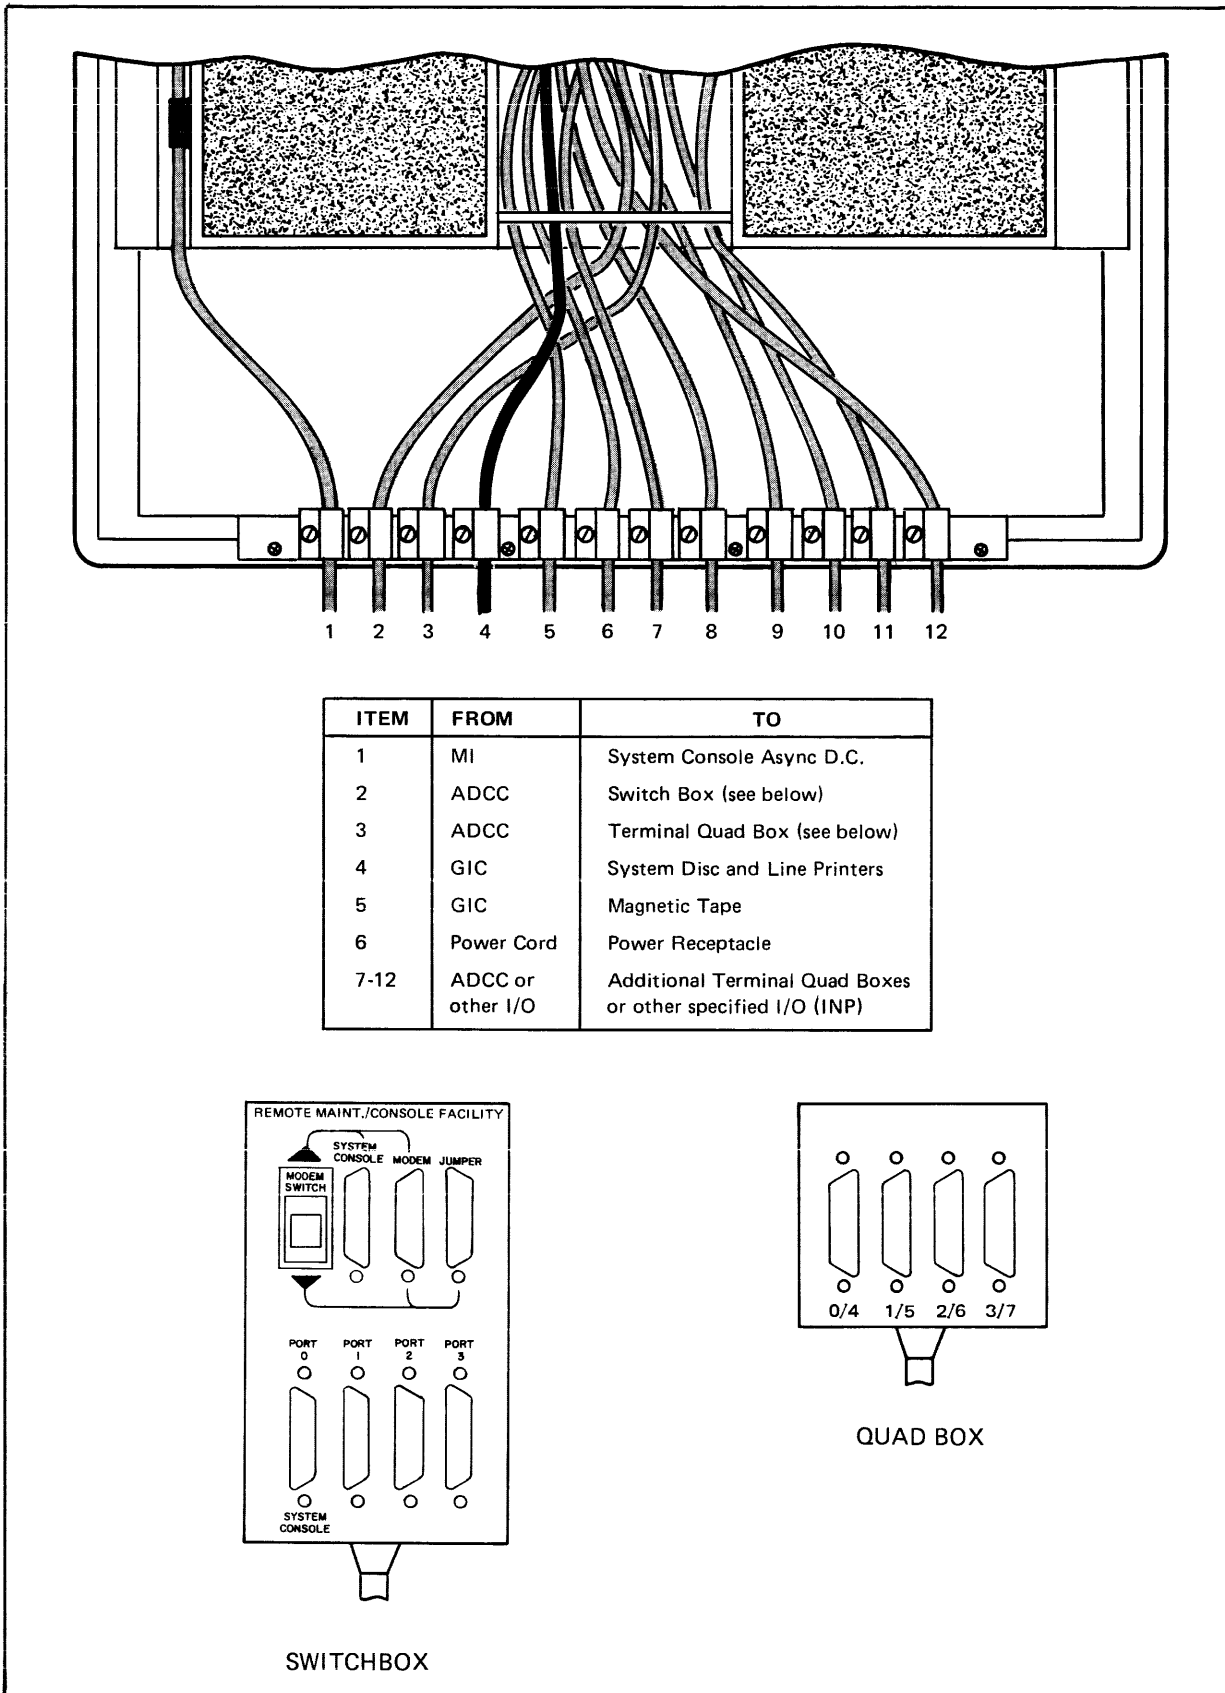 1 2 3 4 5 6 7 8 9 10 11 12
ITEM FROM TO
1 MI System Console Async D.C.
2 ADCC Switch Box (see below)
3 ADCC Terminal Quad Box (see below)
4 GIC System Disc and Line Printers
5 GIC Magnetic Tape
6 Power Cord Power Receptacle
7-12 ADCC or Additional Terminal Quad Boxes
other I/O or other specified I/O (INP)
REMOTE MAINT./CONSOLE FACILITY
SYSTEM
CONSOLE MODEM JUMPER
MODEM
SWITCH
PORT PORT PORT PORT
0 1 2 3
SYSTEM
CONSOLE
SWITCHBOX
0/4 1/5 2/6 3/7
QUAD BOX